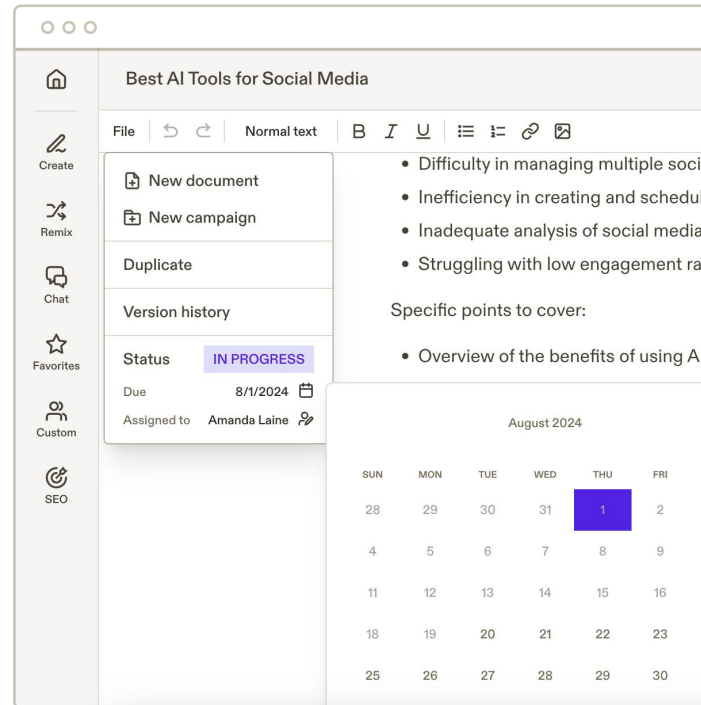 Best AI Tools for Social Media
File Normal text B I U
Create
Remix
Chat
Favorites
Custom
SEO
New document
New campaign
Duplicate
Version history
Status IN PROGRESS
Due 8/1/2024
Assigned to Amanda Laine
• Difficulty in managing multiple soci
• Inefficiency in creating and schedul
• Inadequate analysis of social media
• Struggling with low engagement ra
Specific points to cover:
• Overview of the benefits of using A
August 2024
SUN MON TUE WED THU FRI
28 29 30 31 1 2
4 5 6 7 8 9
11 12 13 14 15 16
18 19 20 21 22 23
25 26 27 28 29 30